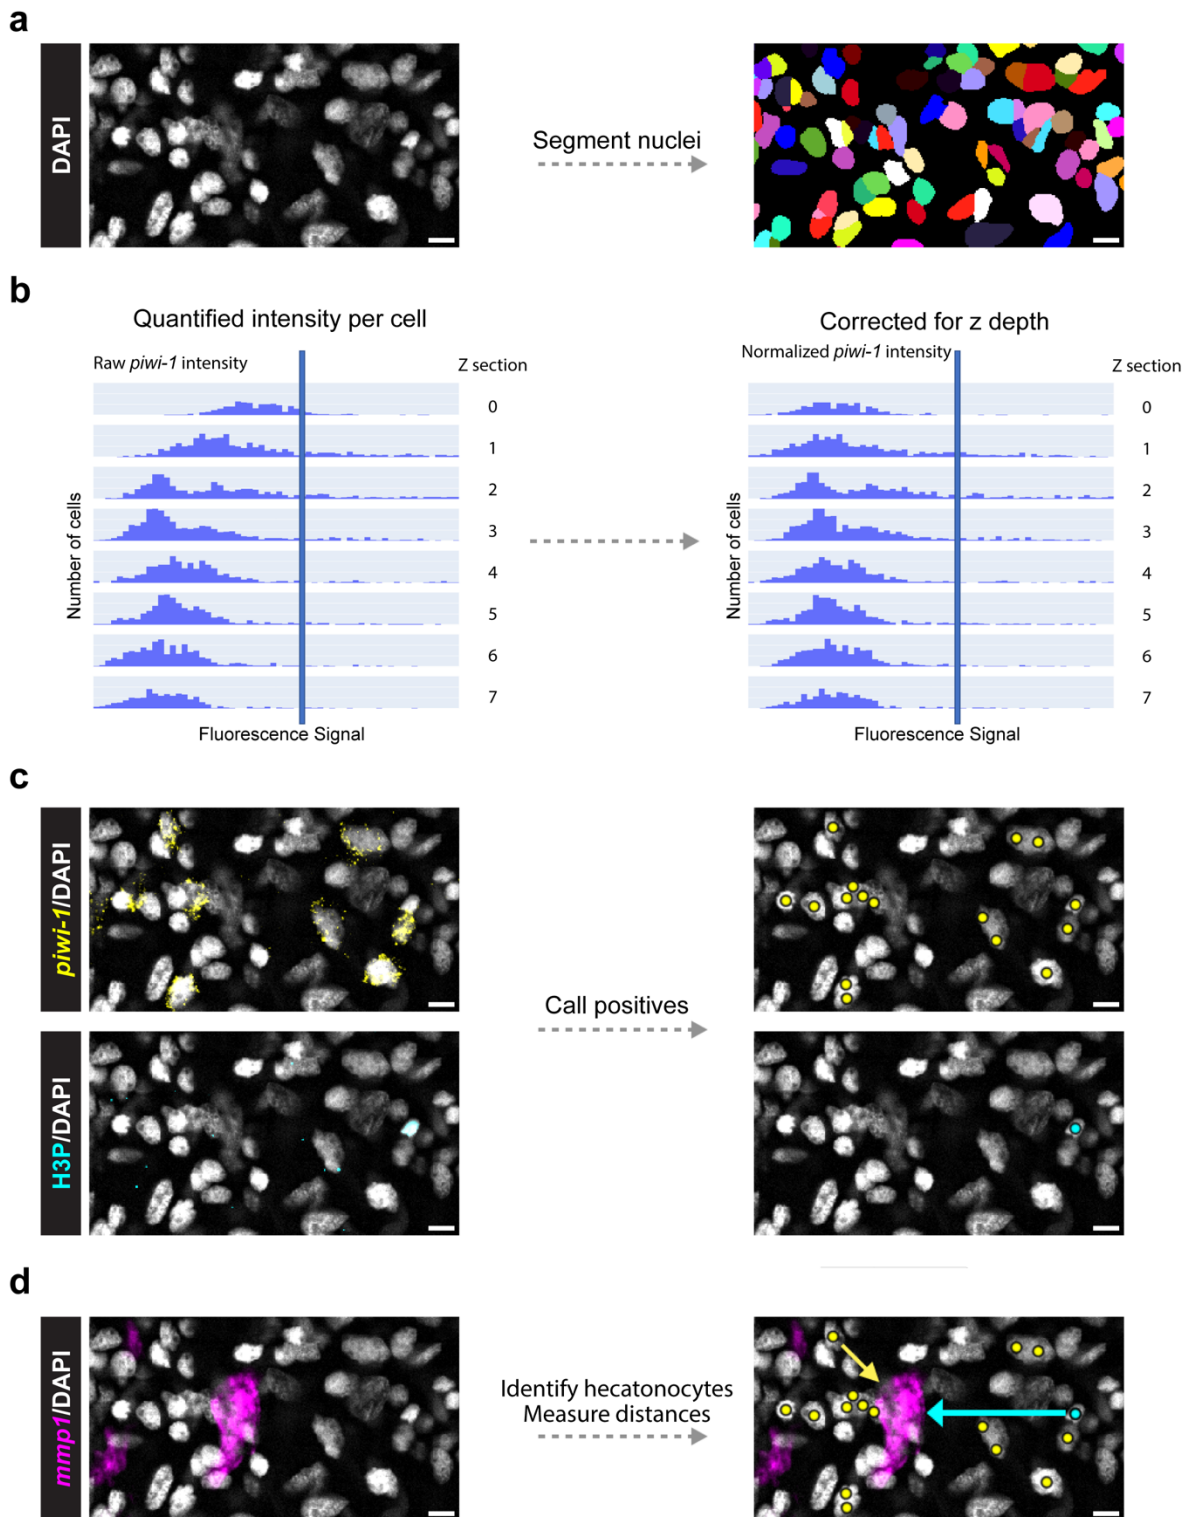 a
DAPI
Segment nuclei
b
Quantified intensity per cell
Corrected for z depth
Raw piwi-1 intensity
Z section
Normalized piwi-1 intensity
Z section
0
1
2
3
4
5
6
7
Number of cells
Fluorescence Signal
0
1
2
3
4
5
6
7
Number of cells
Fluorescence Signal
c
piwi-1/DAPI
Call positives
H3P/DAPI
d
mmp1/DAPI
Identify hecatonocytes
Measure distances